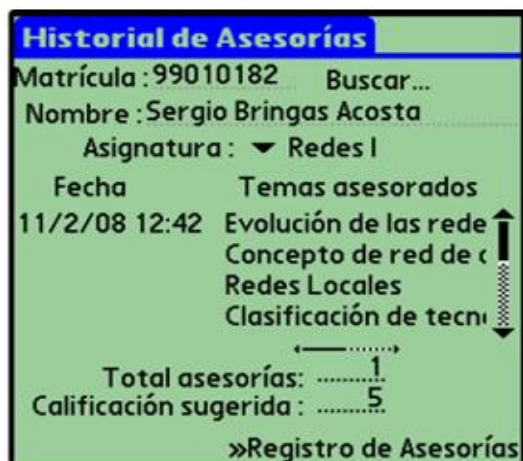 Historial de Asesorías
Matrícula : 99010182 Buscar...
Nombre : Sergio Bringas Acosta
Asignatura : Redes I
Fecha Temas asesorados
11/2/08 12:42 Evolución de las rede
Concepto de red de
Redes Locales
Clasificación de
Total asesorías: 1
Calificación sugerida : 5
»Registro de Asesorías